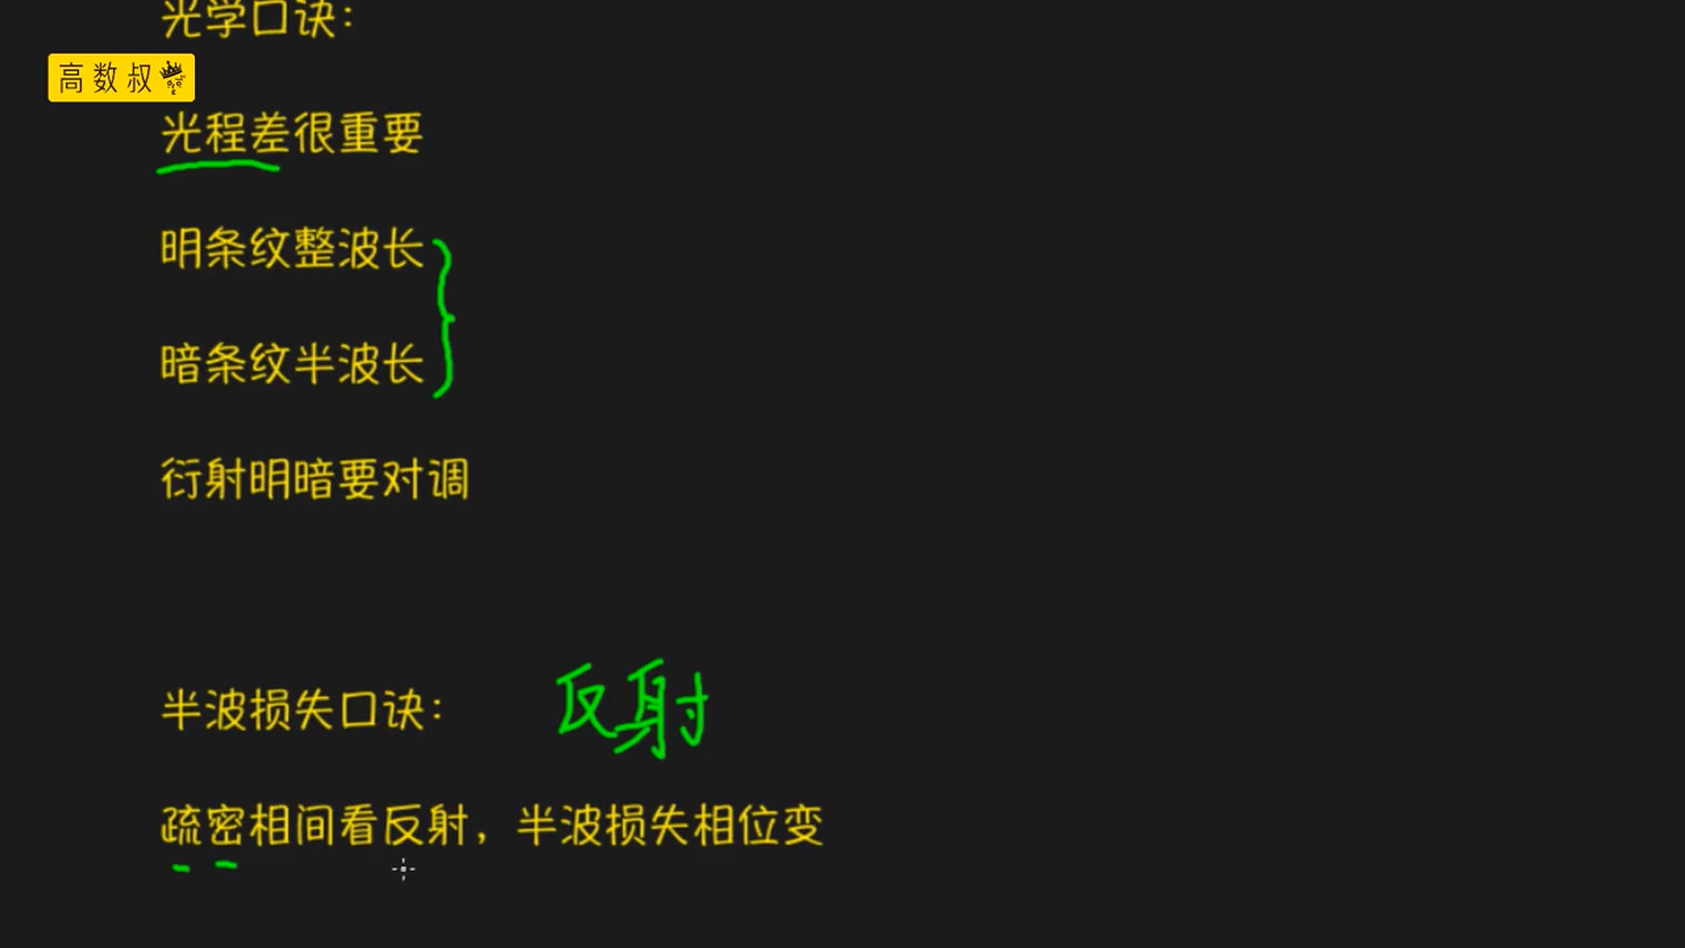 光学口诀：
高数叔
光程差很重要
明条纹整波长
暗条纹半波长
衍射明暗要对调
半波损失口诀：
反射
疏密相间看反射，半波损失相位变